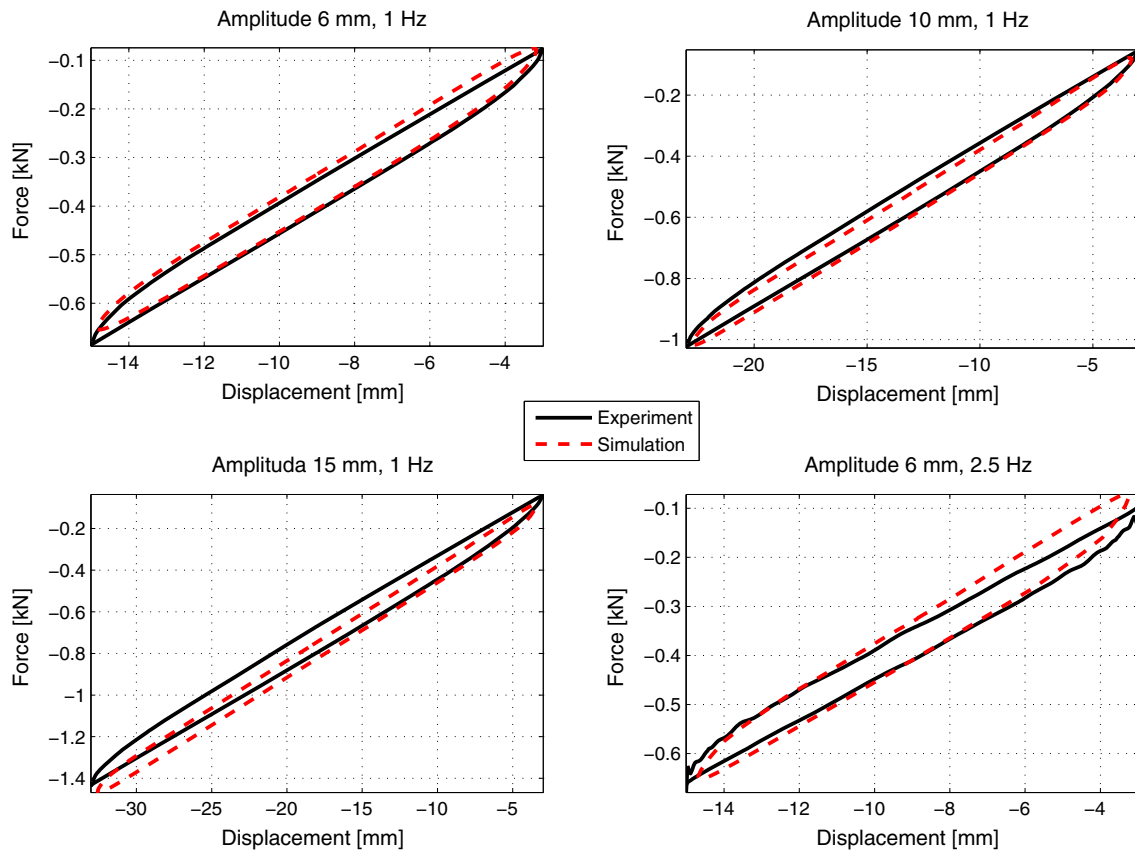 Amplitude 6 mm, 1 Hz
−0.1
−0.2
−0.3
−0.4
−0.5
−0.6
Force [kN]
−14 −12 −10 −8 −6 −4
Displacement [mm]
Amplitude 10 mm, 1 Hz
−0.2
−0.4
−0.6
−0.8
−1
Force [kN]
−20 −15 −10 −5
Displacement [mm]
Experiment
Simulation
Amplituda 15 mm, 1 Hz
−0.2
−0.4
−0.6
−0.8
−1
−1.2
−1.4
Force [kN]
−30 −25 −20 −15 −10 −5
Displacement [mm]
Amplitude 6 mm, 2.5 Hz
−0.1
−0.2
−0.3
−0.4
−0.5
−0.6
Force [kN]
−14 −12 −10 −8 −6 −4
Displacement [mm]